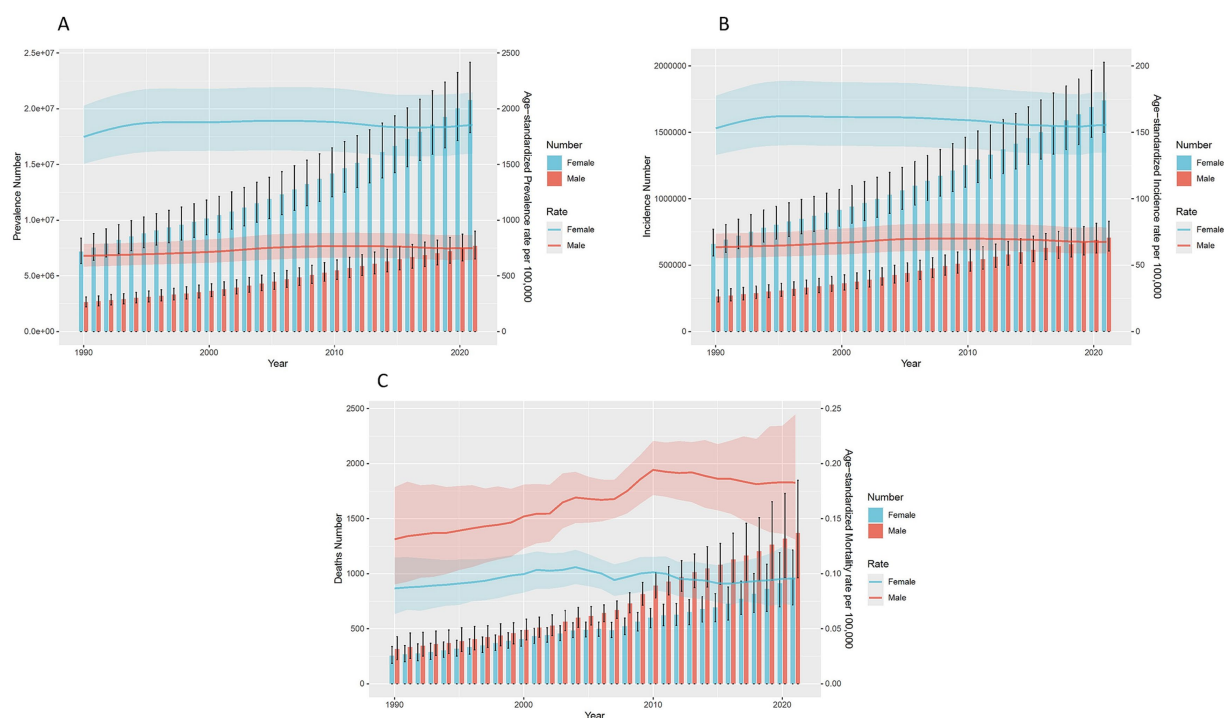 A
2.5e+07
2.0e+07
1.5e+07
1.0e+07
5.0e+06
0.0e+00
Prevalence Number
2500
2000
1500
1000
500
0
Age−standardized Prevalence rate per 100,000
1990
2000
2010
2020
Year
Number
Female
Male
Rate
Female
Male
B
2000000
1500000
1000000
500000
0
Incidence Number
200
150
100
50
0
Age−standardized Incidence rate per 100,000
1990
2000
2010
2020
Year
Number
Female
Male
Rate
Female
Male
C
2500
2000
1500
1000
500
0
Deaths Number
0.25
0.20
0.15
0.10
0.05
0.00
Age−standardized Mortality rate per 100,000
1990
2000
2010
2020
Year
Number
Female
Male
Rate
Female
Male